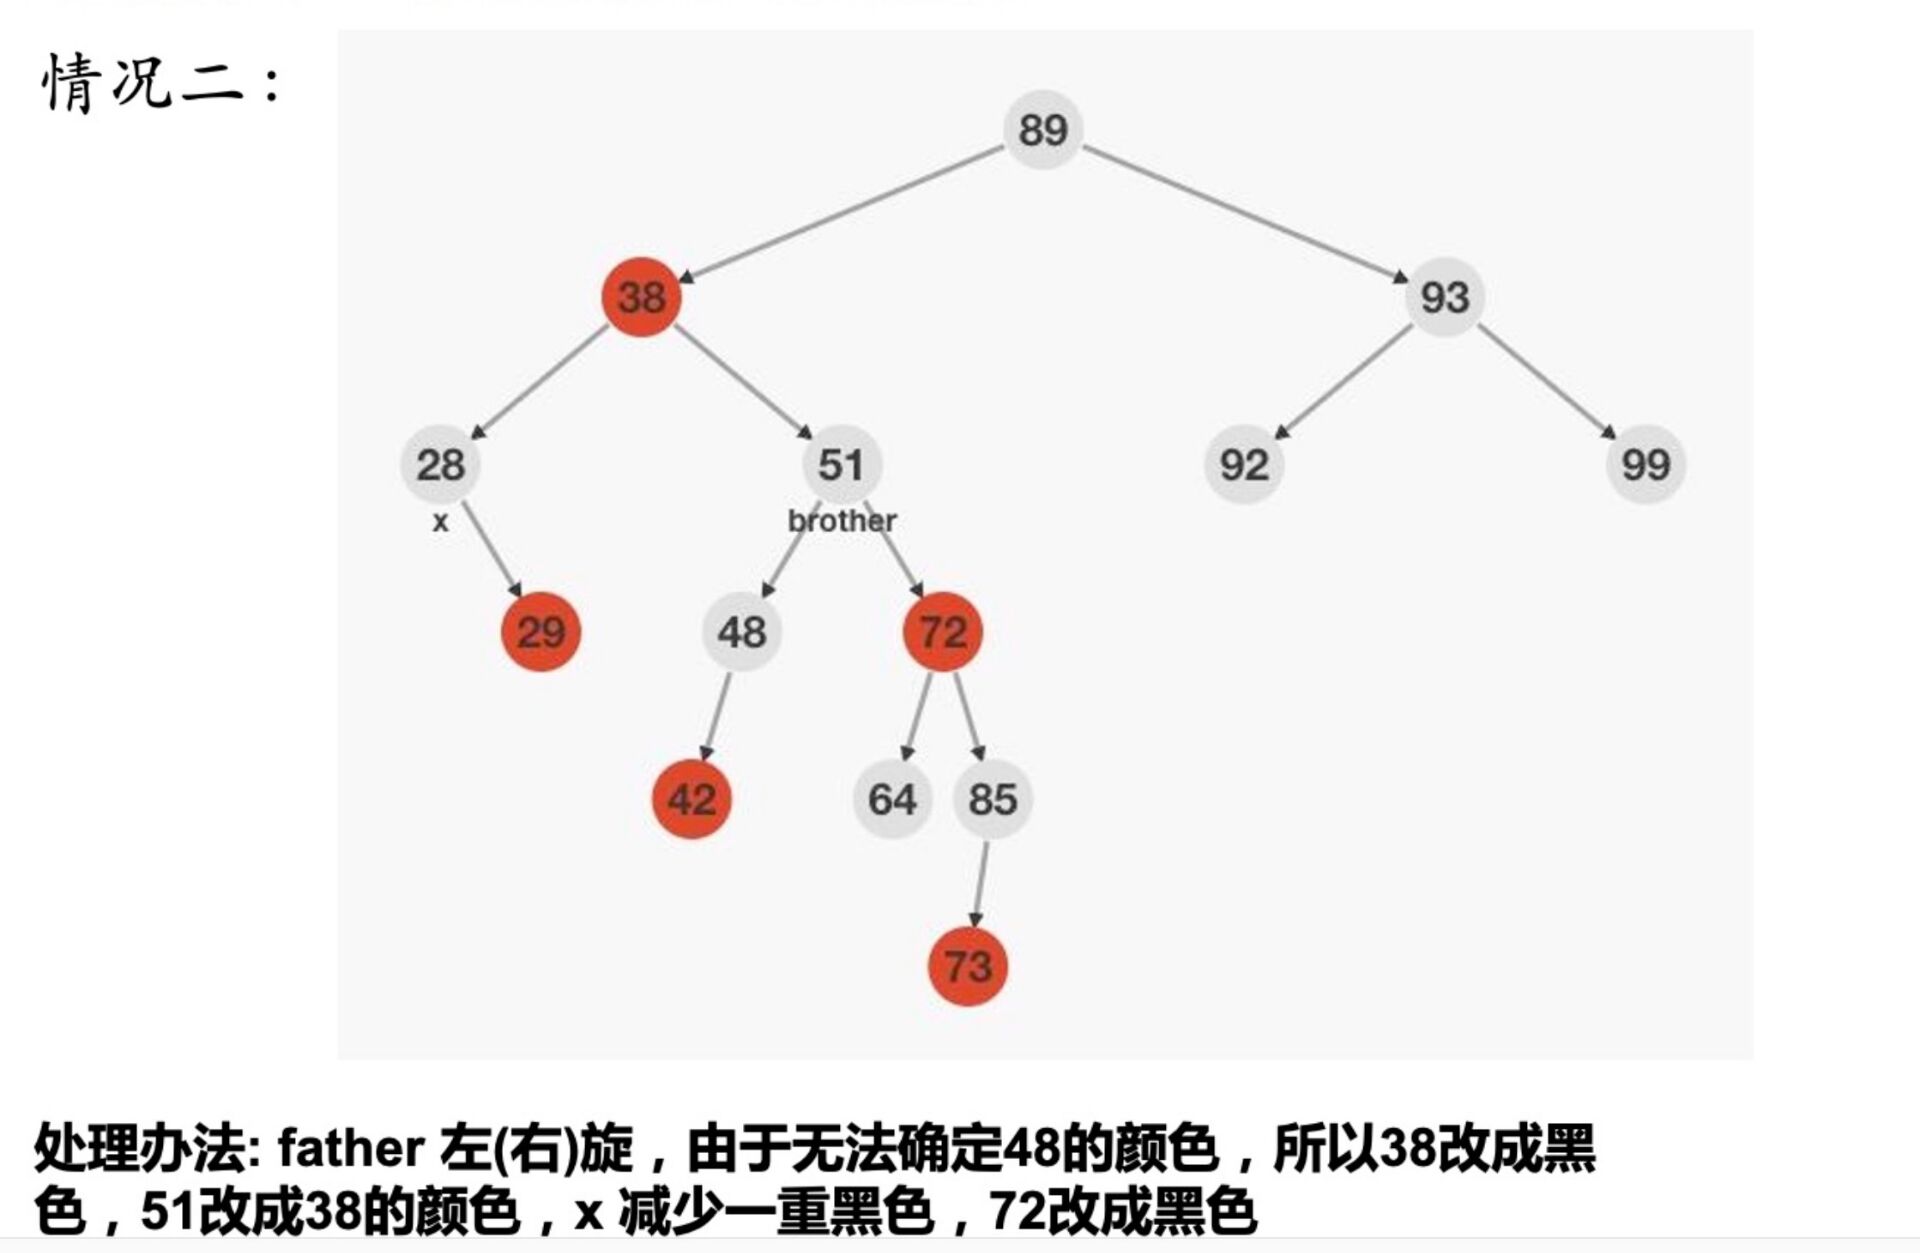 情况二：
89
38
93
28
51
92
99
x
brother
29
48
72
42
64
85
73
处理办法: father 左(右)旋，由于无法确定48的颜色，所以38改成黑
色，51改成38的颜色，x 减少一重黑色，72改成黑色